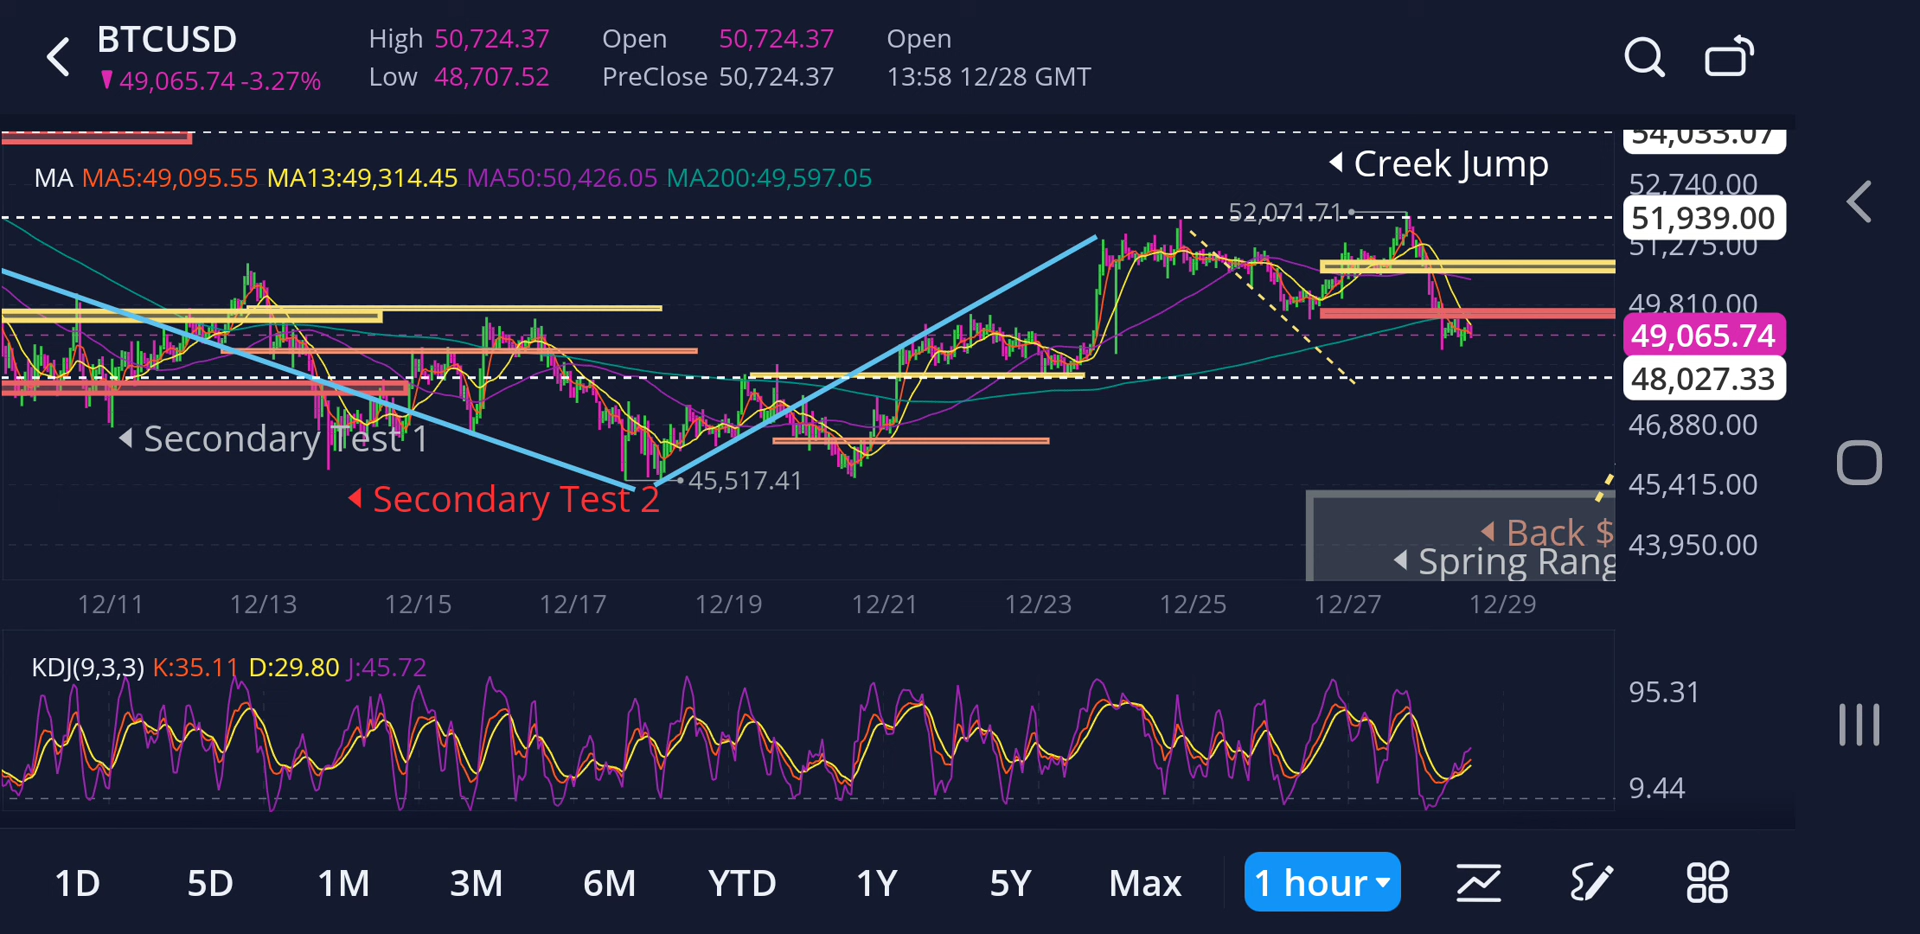 BTCUSD
49,065.74 -3.27%
High 50,724.37
Low 48,707.52
Open 50,724.37
PreClose 50,724.37
Open
13:58 12/28 GMT
MA MA5:49,095.55 MA13:49,314.45 MA50:50,426.05 MA200:49,597.05
Creek Jump
52,071.71
Secondary Test 1
Secondary Test 2
45,517.41
Back $
Spring Rang
54,033.07
52,740.00
51,939.00
51,275.00
49,810.00
49,065.74
48,027.33
46,880.00
45,415.00
43,950.00
12/11 12/13 12/15 12/17 12/19 12/21 12/23 12/25 12/27 12/29
KDJ(9,3,3) K:35.11 D:29.80 J:45.72
95.31
9.44
1D 5D 1M 3M 6M YTD 1Y 5Y Max 1 hour